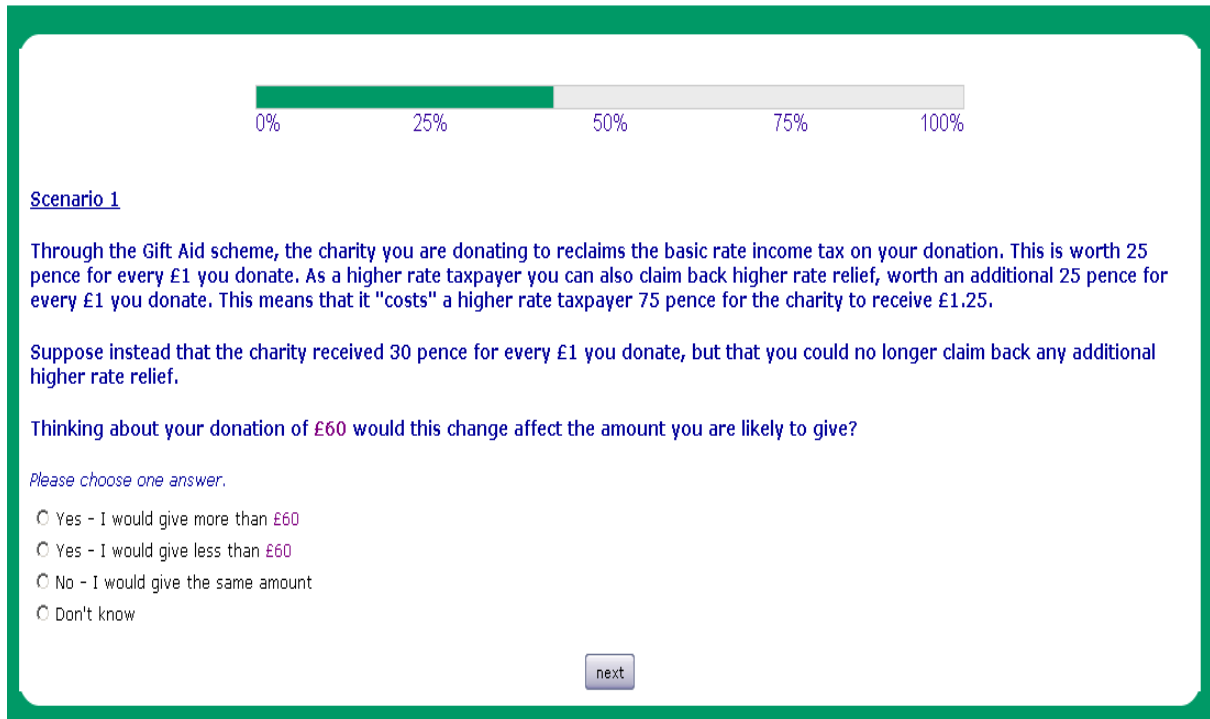 0% 25% 50% 75% 100%
Scenario 1
Through the Gift Aid scheme, the charity you are donating to reclaims the basic rate income tax on your donation. This is worth 25
pence for every £1 you donate. As a higher rate taxpayer you can also claim back higher rate relief, worth an additional 25 pence for
every £1 you donate. This means that it "costs" a higher rate taxpayer 75 pence for the charity to receive £1.25.
Suppose instead that the charity received 30 pence for every £1 you donate, but that you could no longer claim back any additional
higher rate relief.
Thinking about your donation of £60 would this change affect the amount you are likely to give?
Please choose one answer.
Yes - I would give more than £60
Yes - I would give less than £60
No - I would give the same amount
Don't know
next